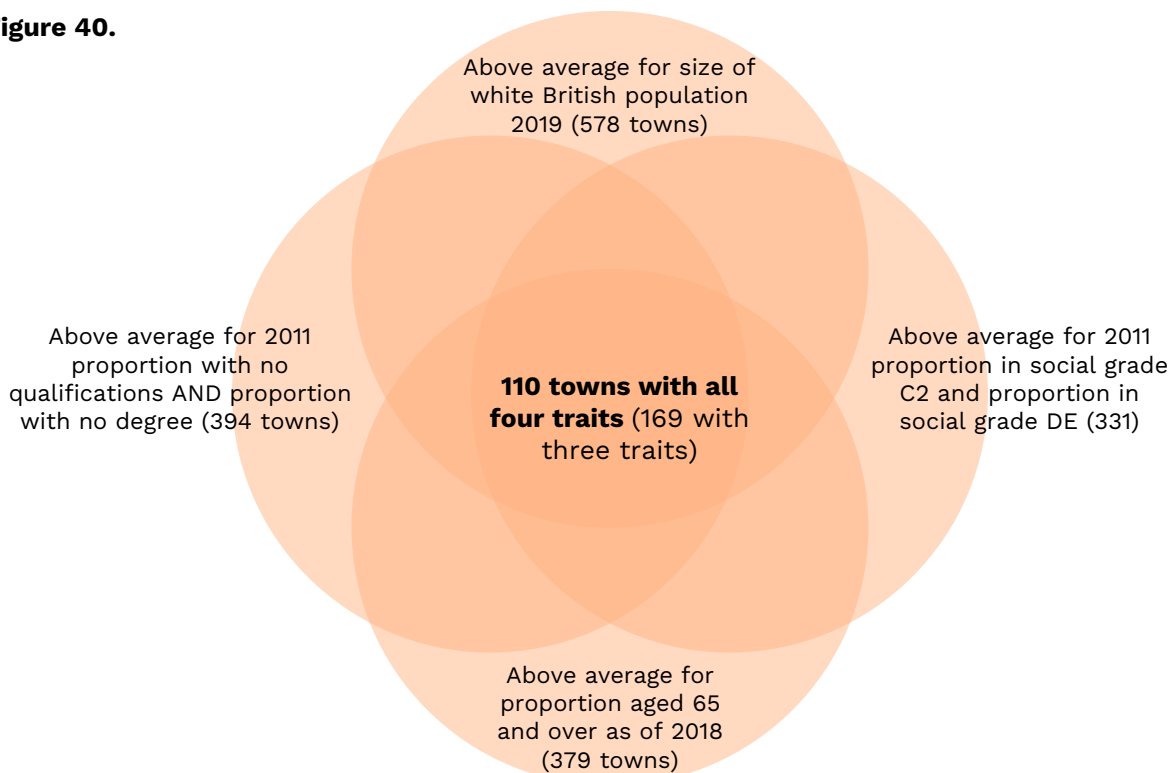 igure 40.
Above average for size of
white British population
2019 (578 towns)
Above average for 2011
proportion with no
qualifications AND proportion
with no degree (394 towns)
110 towns with all
four traits (169 with
three traits)
Above average for 2011
proportion in social grade
C2 and proportion in
social grade DE (331)
Above average for
proportion aged 65
and over as of 2018
(379 towns)